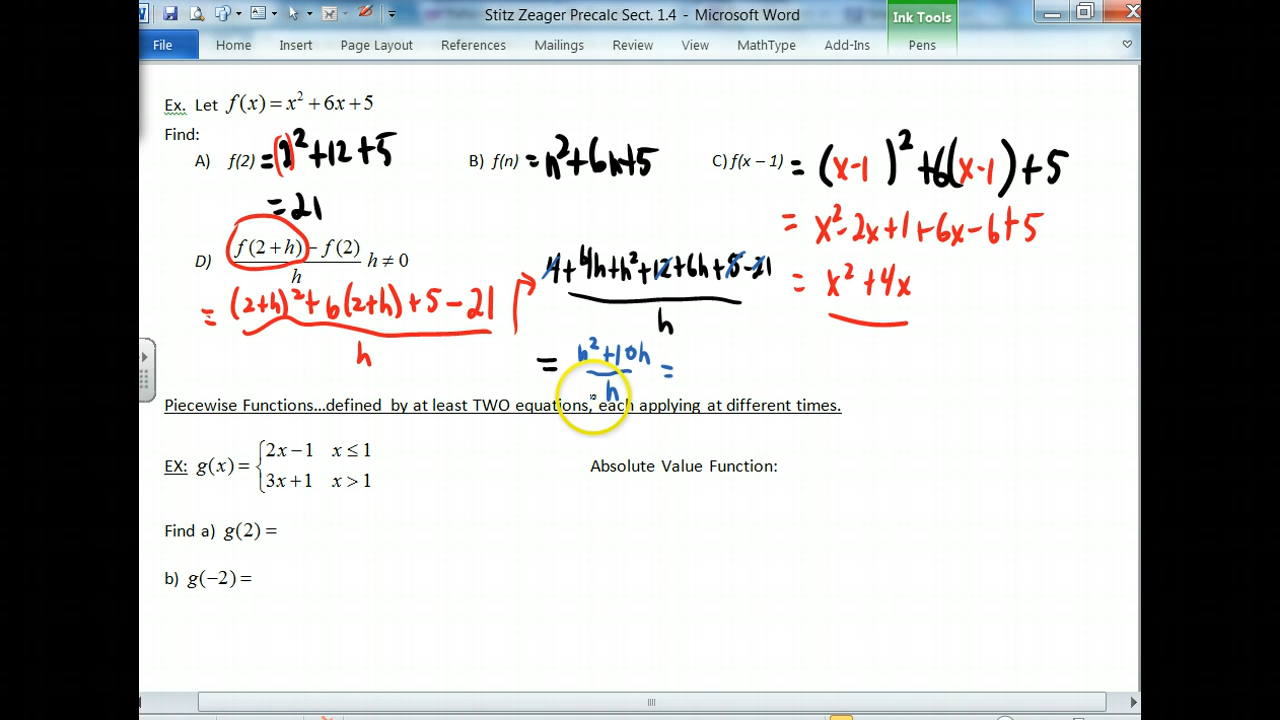 Stitz Zeager Precalc Sect. 1.4 - Microsoft Word
Ink Tools
File Home Insert Page Layout References Mailings Review View MathType Add-Ins Pens
Ex. Let f(x) = x² + 6x + 5
Find:
A) f(2) = (2)² + 12 + 5
= 21
B) f(n) = n² + 6n + 5
C) f(x – 1) = (x-1)² + 6(x-1) + 5
= x² - 2x + 1 + 6x - 6 + 5
= x² + 4x
D) \frac{f(2 + h) – f(2)}{h} h ≠ 0
= \frac{(2+h)² + 6(2+h) + 5 - 21}{h}
\frac{4 + 4h + h² + 12 + 6h + 5 - 21}{h}
= \frac{h² + 10h}{h} =
Piecewise Functions...defined by at least TWO equations, each applying at different times.
EX: g(x) = { 2x – 1 x ≤ 1
3x + 1 x > 1
Absolute Value Function:
Find a) g(2) =
b) g(–2) =